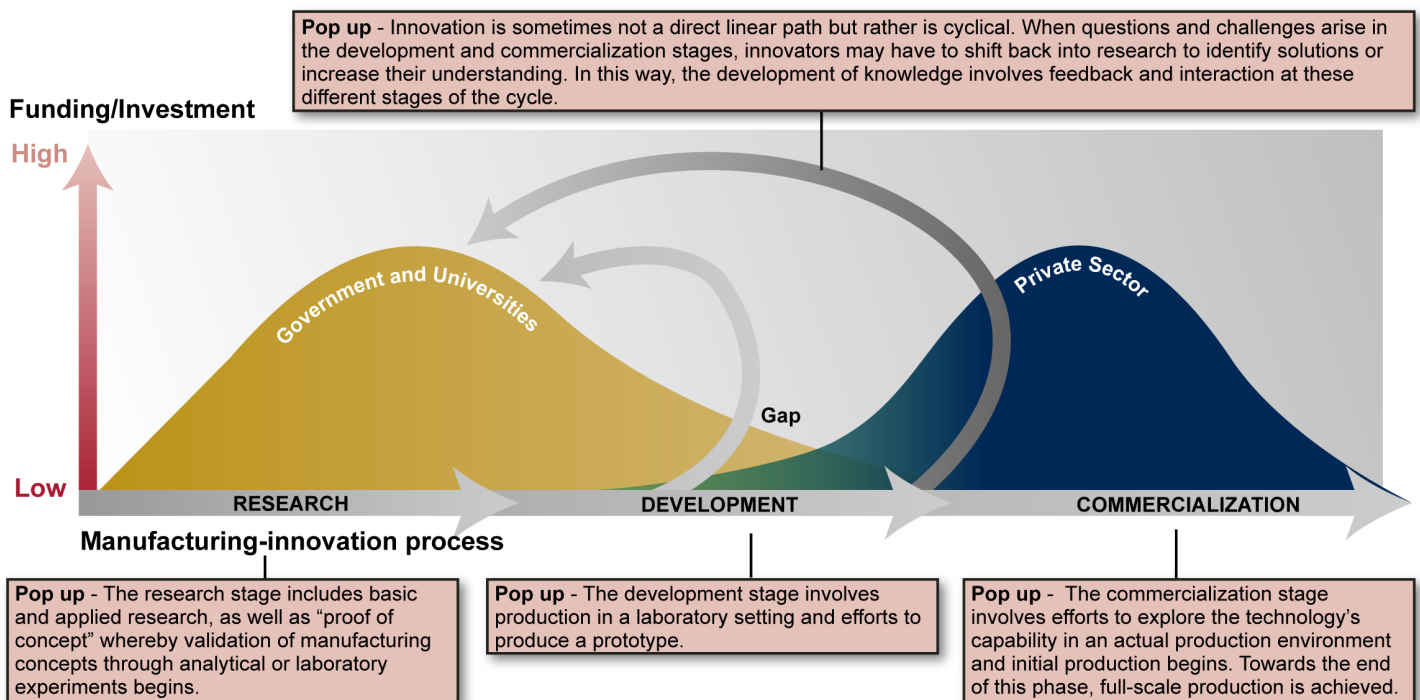 Pop up - Innovation is sometimes not a direct linear path but rather is cyclical. When questions and challenges arise in
the development and commercialization stages, innovators may have to shift back into research to identify solutions or
increase their understanding. In this way, the development of knowledge involves feedback and interaction at these
different stages of the cycle.
Funding/Investment
High
Government and Universities
Private Sector
Gap
Low
RESEARCH
DEVELOPMENT
COMMERCIALIZATION
Manufacturing-innovation process
Pop up - The research stage includes basic
and applied research, as well as “proof of
concept” whereby validation of manufacturing
concepts through analytical or laboratory
experiments begins.
Pop up - The development stage involves
production in a laboratory setting and efforts to
produce a prototype.
Pop up - The commercialization stage
involves efforts to explore the technology’s
capability in an actual production environment
and initial production begins. Towards the end
of this phase, full-scale production is achieved.